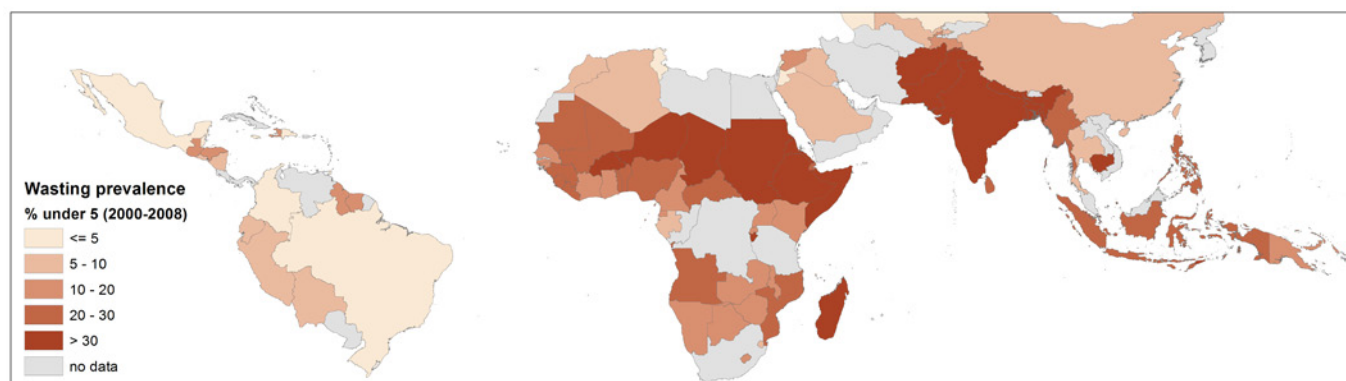 Wasting prevalence
% under 5 (2000-2008)
<= 5
5 - 10
10 - 20
20 - 30
> 30
no data